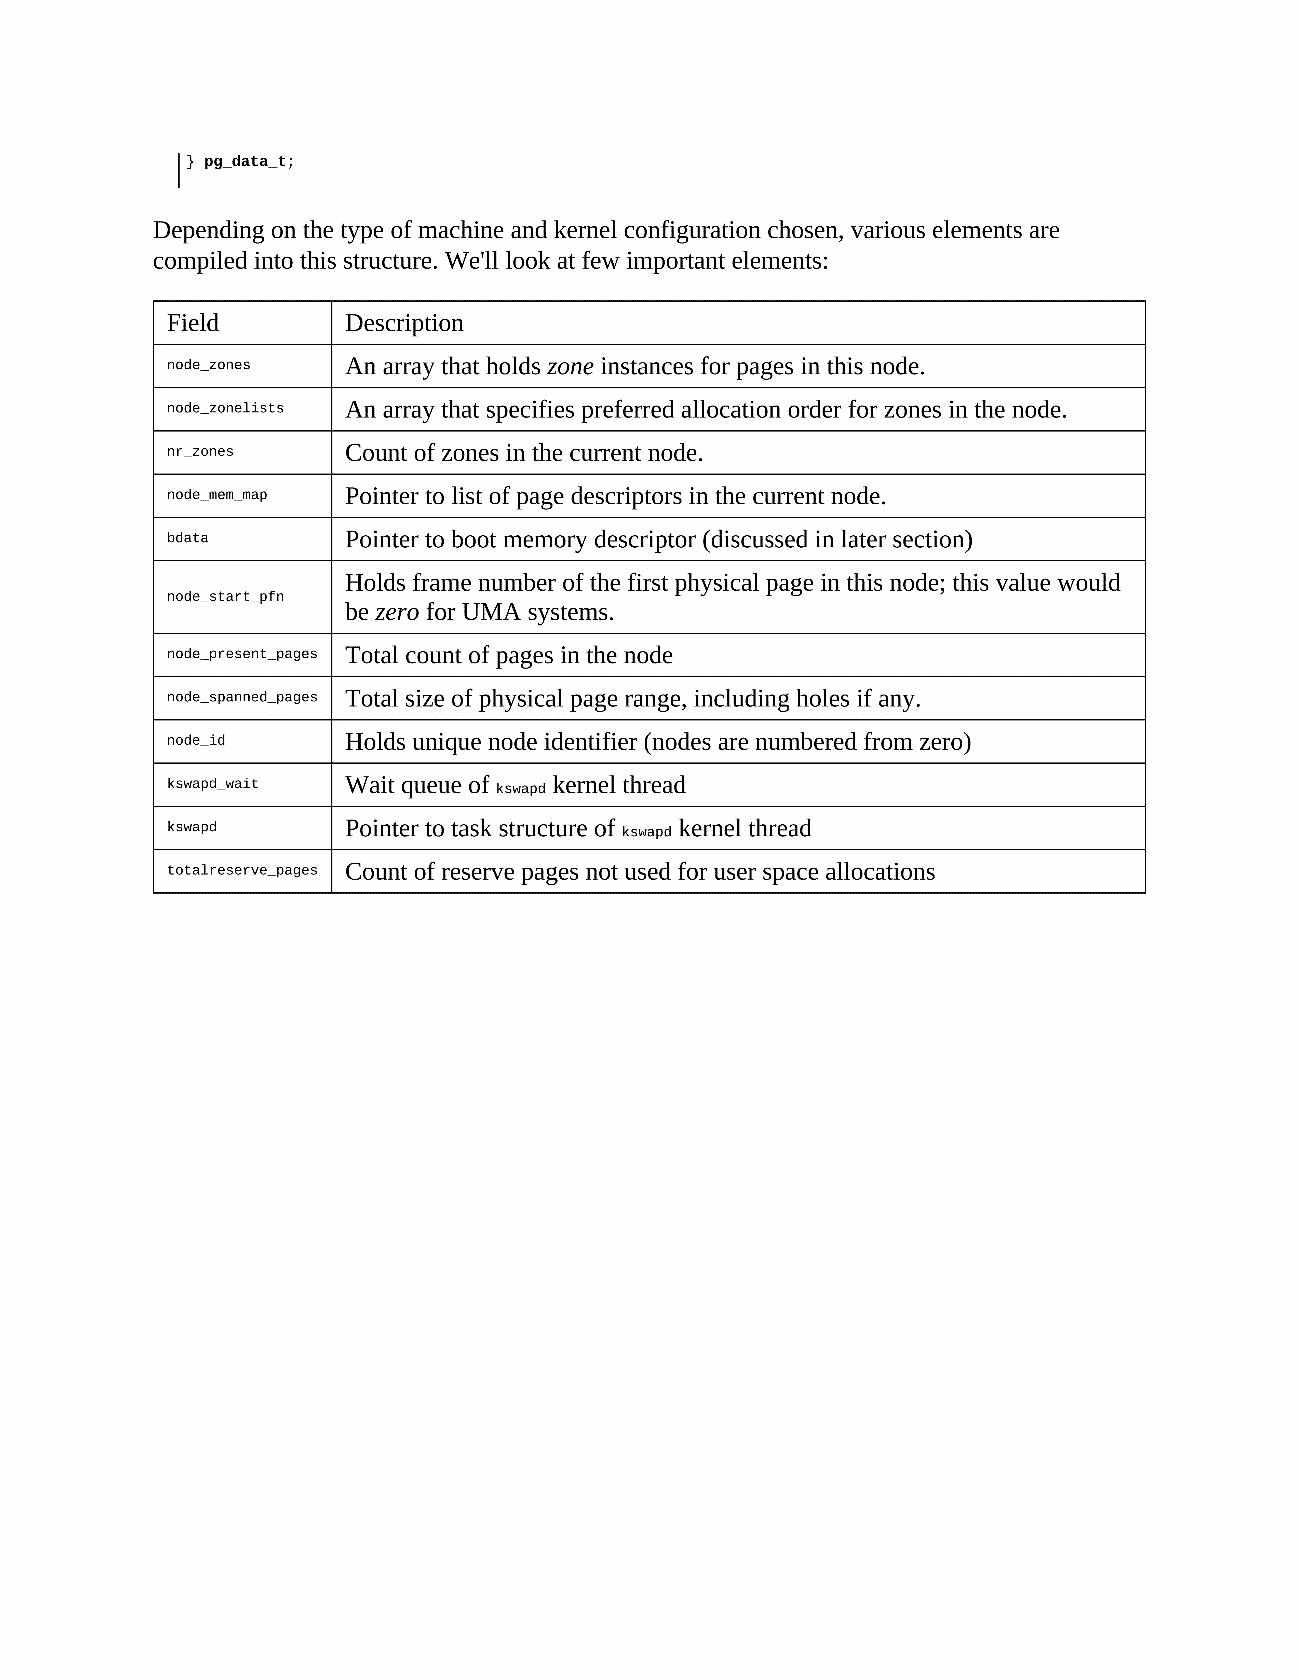 } pg_data_t;
Depending on the type of machine and kernel configuration chosen, various elements are
compiled into this structure. We'll look at few important elements:
Field Description
node_zones An array that holds zone instances for pages in this node.
node_zonelists An array that specifies preferred allocation order for zones in the node.
nr_zones Count of zones in the current node.
node_mem_map Pointer to list of page descriptors in the current node.
bdata Pointer to boot memory descriptor (discussed in later section)
node_start_pfn Holds frame number of the first physical page in this node; this value would
be zero for UMA systems.
node_present_pages Total count of pages in the node
node_spanned_pages Total size of physical page range, including holes if any.
node_id Holds unique node identifier (nodes are numbered from zero)
kswapd_wait Wait queue of kswapd kernel thread
kswapd Pointer to task structure of kswapd kernel thread
totalreserve_pages Count of reserve pages not used for user space allocations